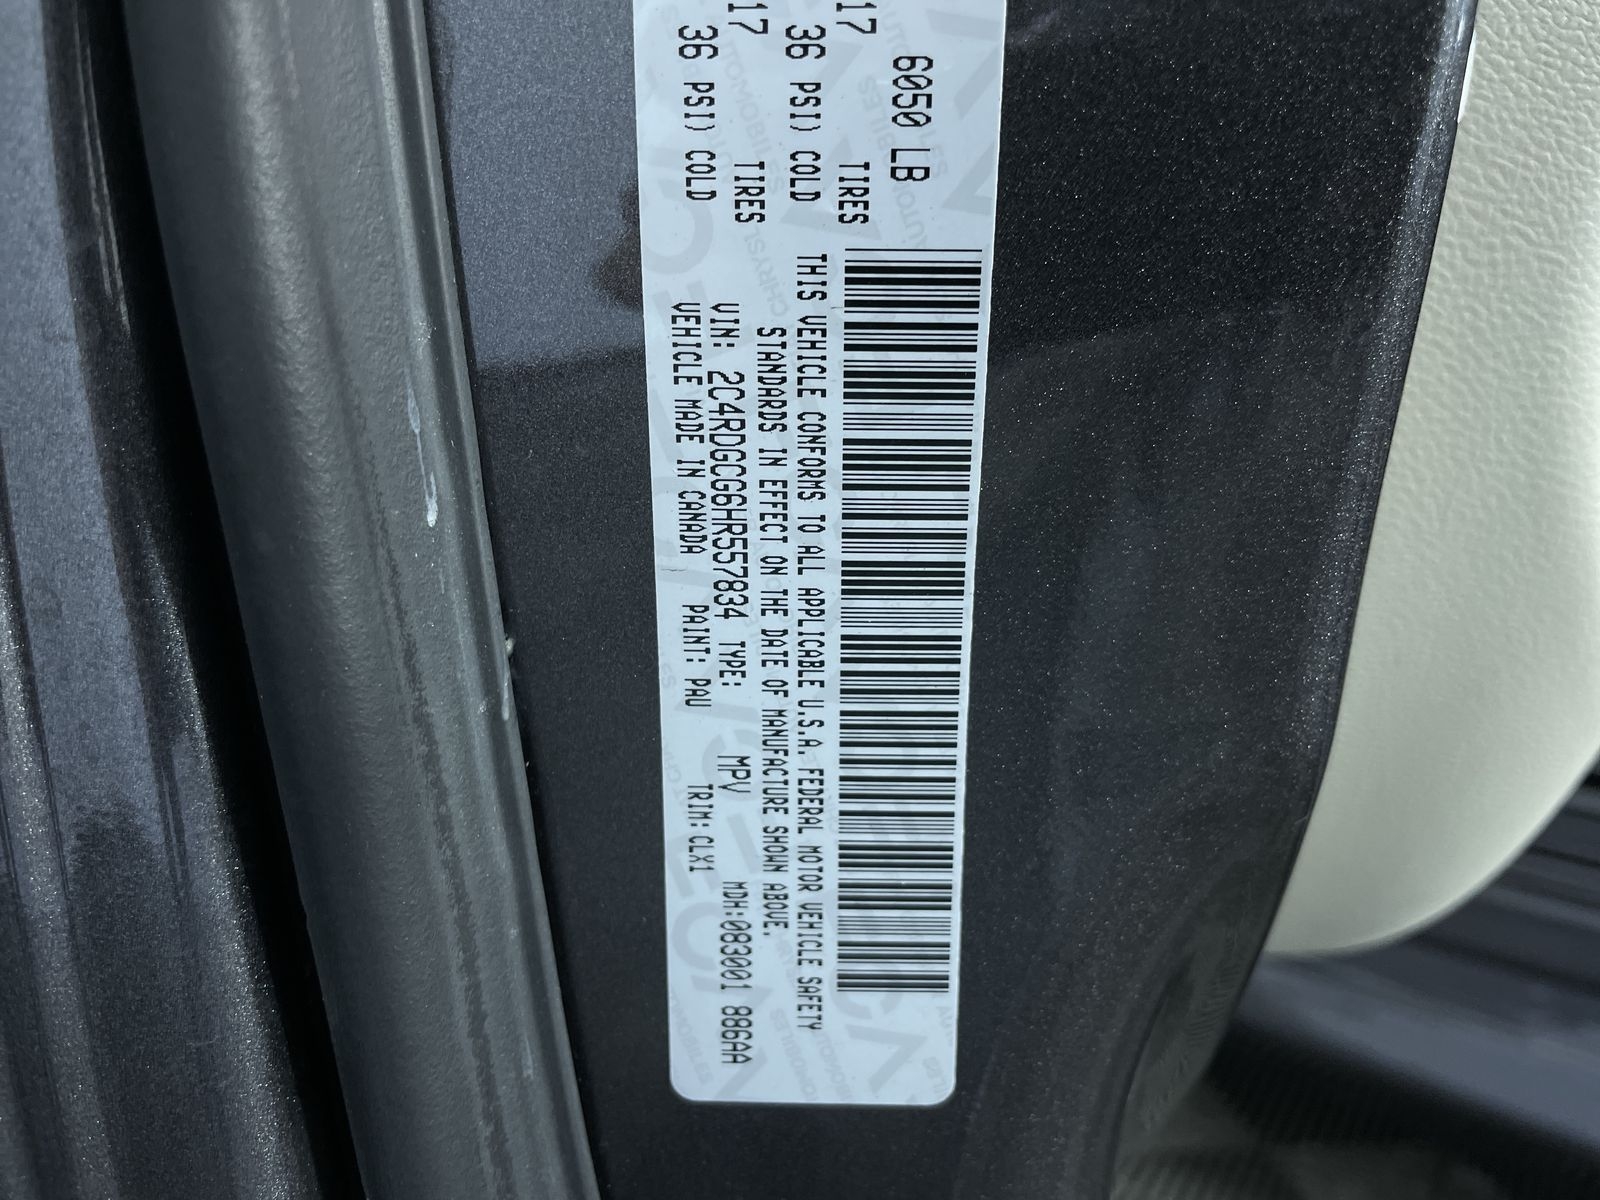 6050 LB
17 TIRES
36 PSI) COLD
17 TIRES
36 PSI) COLD
THIS VEHICLE CONFORMS TO ALL APPLICABLE U.S.A. FEDERAL MOTOR VEHICLE SAFETY
STANDARDS IN EFFECT ON THE DATE OF MANUFACTURE SHOWN ABOVE.
VIN: 2C4RDGCG6HR557834 TYPE: MPV MDH:083001 886AA
VEHICLE MADE IN CANADA PAINT: PAU TRIM:CLX1